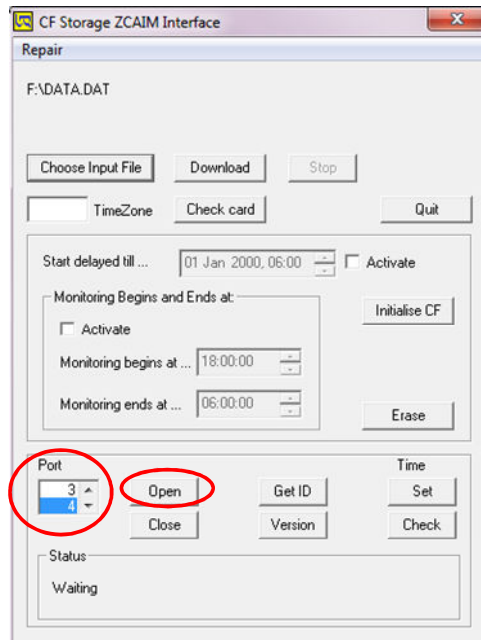 CF Storage ZCAIM Interface
Repair
F:\DATA.DAT
Choose Input File Download Stop
TimeZone Check card Quit
Start delayed till ... 01 Jan 2000, 06:00 Activate
Monitoring Begins and Ends at:
Activate
Initialise CF
Monitoring begins at ... 18:00:00
Monitoring ends at ... 06:00:00
Erase
Port Time
3 Open Get ID Set
4 Close Version Check
Status
Waiting